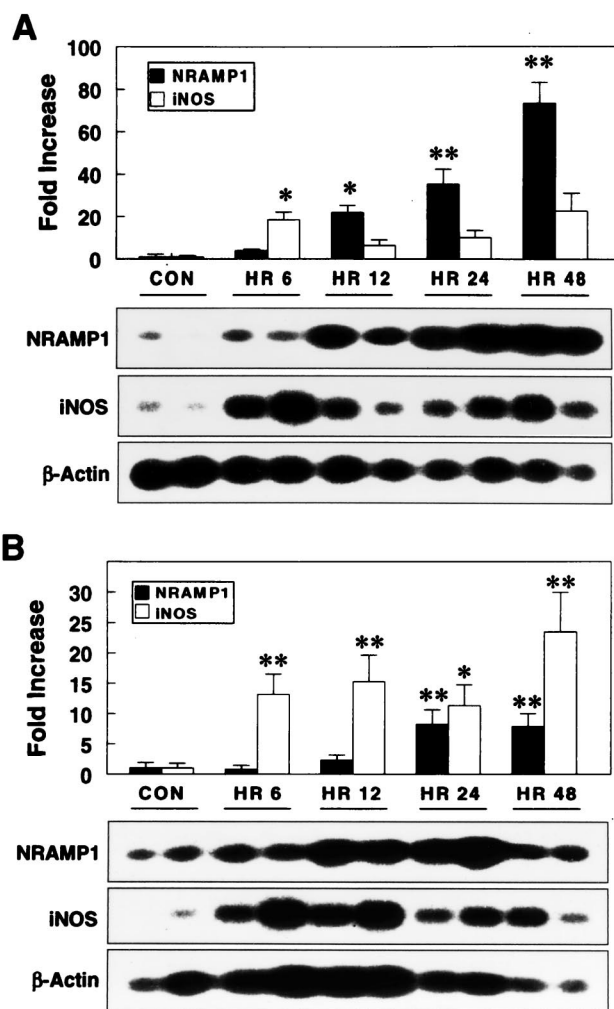 A
Fold Increase
100
80
60
40
20
0
NRAMP1
iNOS
*
*
**
**
CON
HR 6
HR 12
HR 24
HR 48
NRAMP1
iNOS
β-Actin
B
Fold Increase
30
25
20
15
10
5
0
NRAMP1
INOS
**
**
**
*
**
**
CON
HR 6
HR 12
HR 24
HR 48
NRAMP1
iNOS
β-Actin